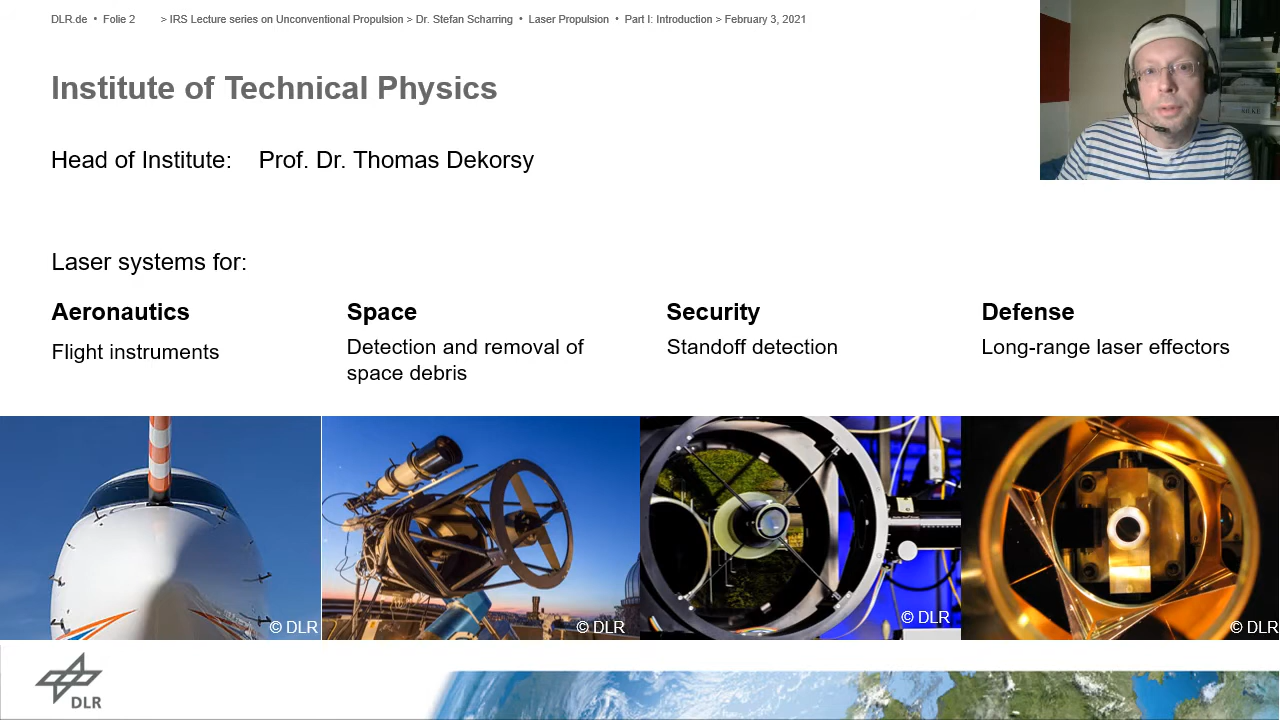 DLR.de • Folie 2 > IRS Lecture series on Unconventional Propulsion > Dr. Stefan Scharring • Laser Propulsion • Part I: Introduction > February 3, 2021
Institute of Technical Physics
Head of Institute: Prof. Dr. Thomas Dekorsy
Laser systems for:
Aeronautics
Flight instruments
Space
Detection and removal of
space debris
Security
Standoff detection
Defense
Long-range laser effectors
© DLR
© DLR
© DLR
© DLR
DLR